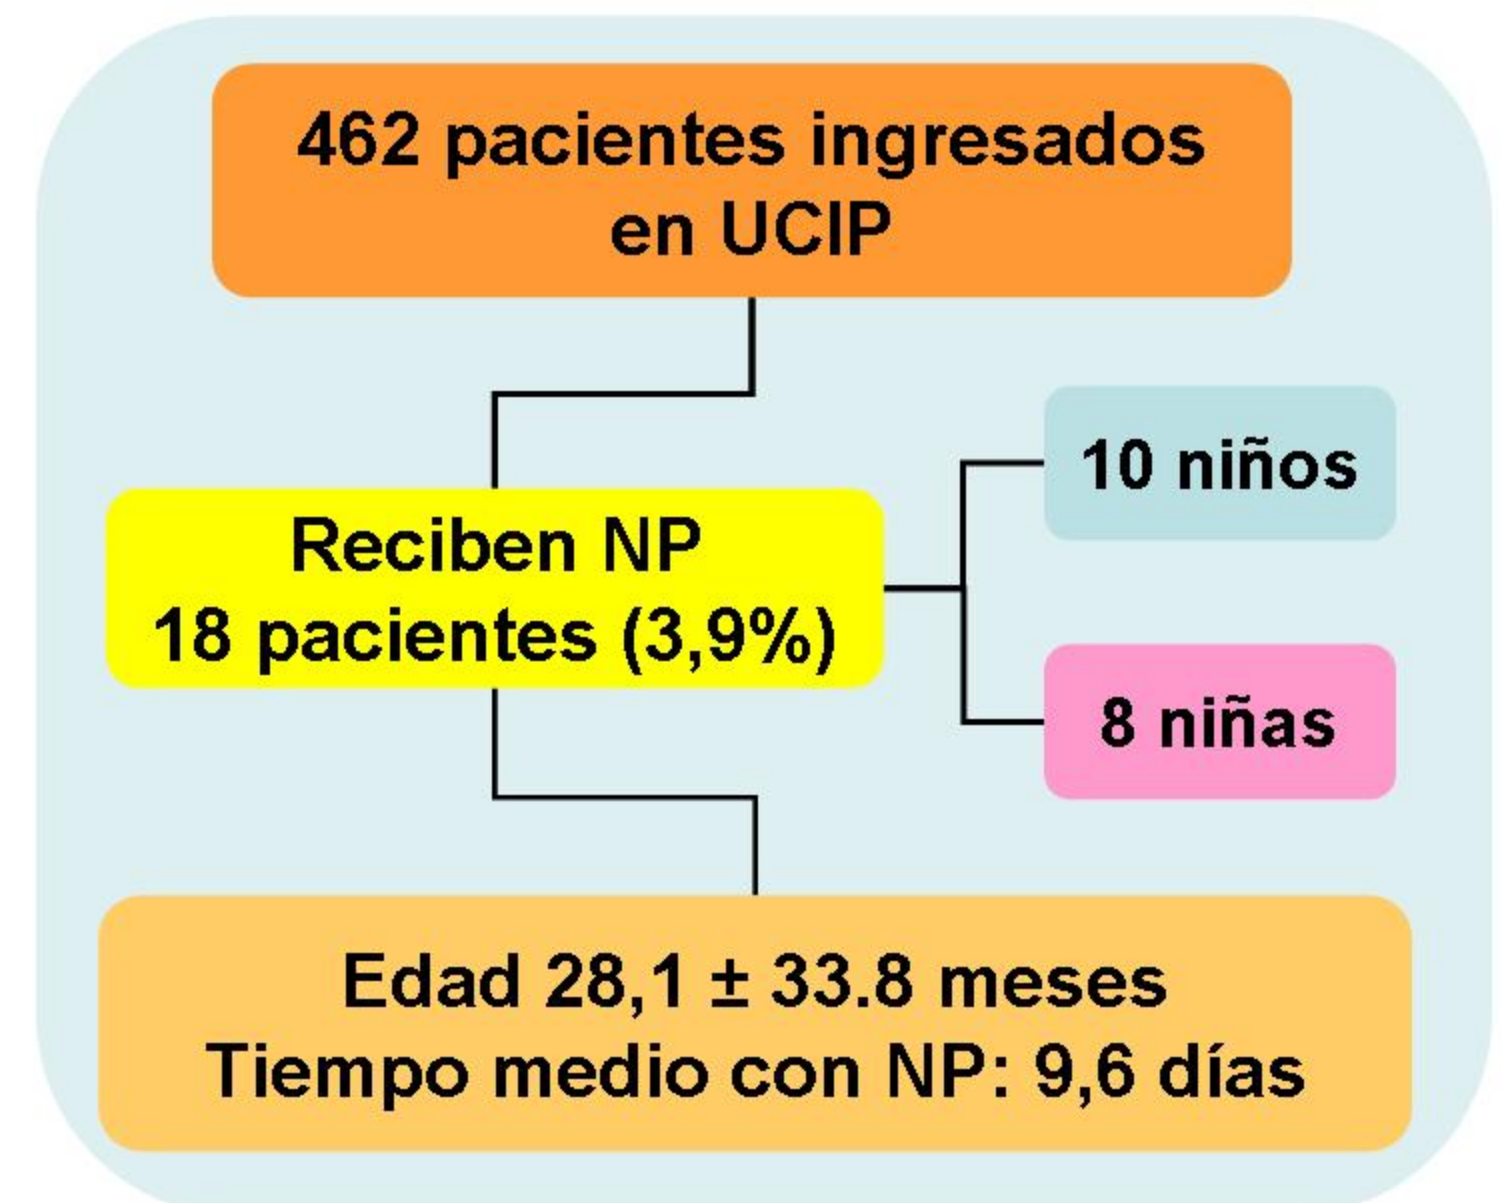 462 pacientes ingresados
en UCIP
Reciben NP
18 pacientes (3,9%)
10 niños
8 niñas
Edad 28,1 ± 33.8 meses
Tiempo medio con NP: 9,6 días